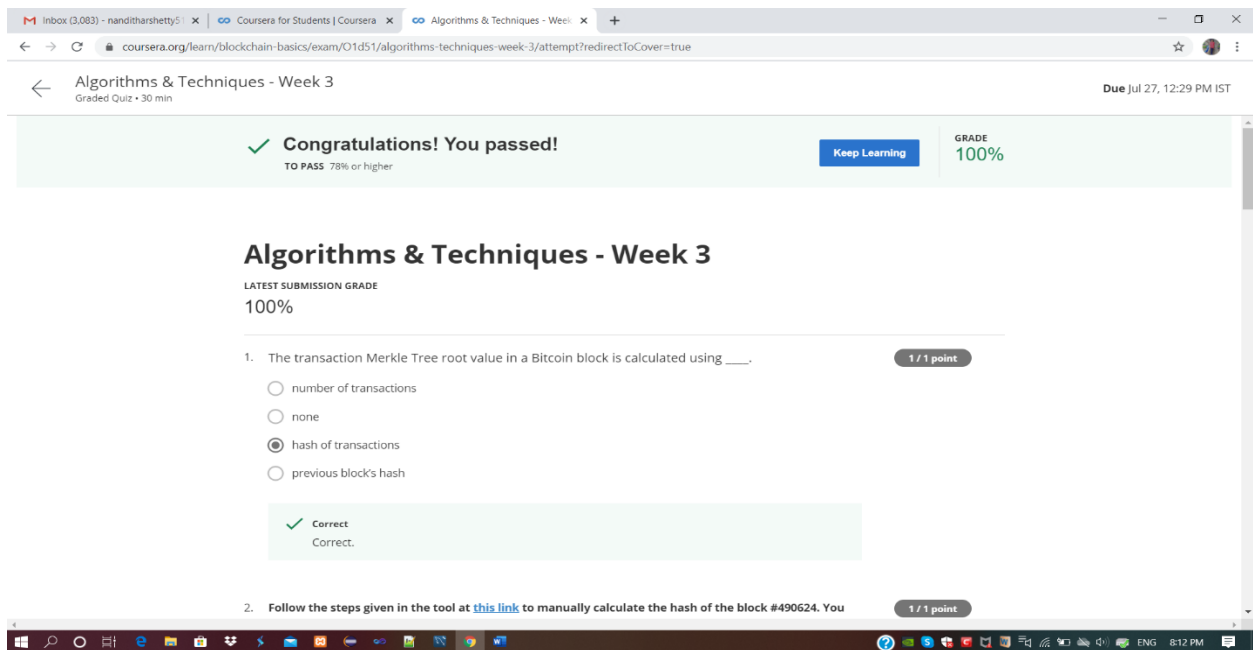 Inbox (3,083) - nanditharshetty5
Coursera for Students | Coursera
Algorithms & Techniques - Week
coursera.org/learn/blockchain-basics/exam/O1d51/algorithms-techniques-week-3/attempt?redirectToCover=true
Algorithms & Techniques - Week 3
Graded Quiz • 30 min
Due Jul 27, 12:29 PM IST
Congratulations! You passed!
TO PASS 78% or higher
Keep Learning
GRADE
100%
Algorithms & Techniques - Week 3
LATEST SUBMISSION GRADE
100%
1. The transaction Merkle Tree root value in a Bitcoin block is calculated using ____.
1 / 1 point
number of transactions
none
hash of transactions
previous block's hash
Correct
Correct.
2. Follow the steps given in the tool at this link to manually calculate the hash of the block #490624. You
1 / 1 point
ENG 8:12 PM